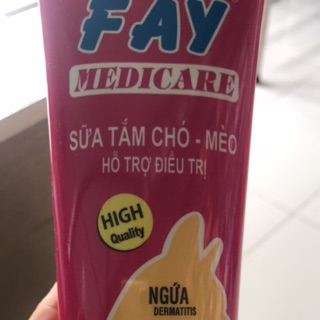 FAY
MEDICARE
SỮA TẮM CHÓ - MÈO
HỖ TRỢ ĐIỀU TRỊ
HIGH
Quality
NGỨA
DERMATITIS